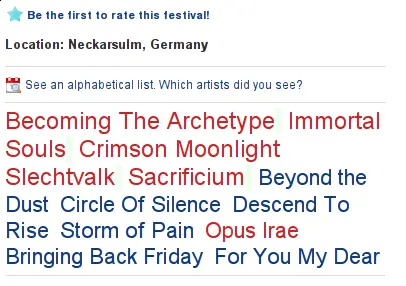 Be the first to rate this festival!
Location: Neckarsulm, Germany
See an alphabetical list. Which artists did you see?
Becoming The Archetype Immortal
Souls Crimson Moonlight
Slechtvalk Sacrificium Beyond the
Dust Circle Of Silence Descend To
Rise Storm of Pain Opus Irae
Bringing Back Friday For You My Dear